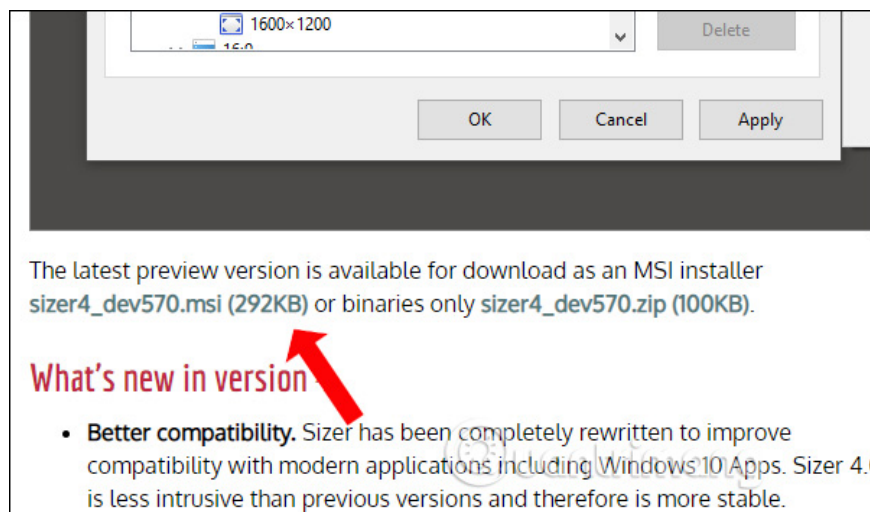 1600×1200
16:9
Delete
OK Cancel Apply
The latest preview version is available for download as an MSI installer
sizer4_dev570.msi (292KB) or binaries only sizer4_dev570.zip (100KB).
What's new in version
• Better compatibility. Sizer has been completely rewritten to improve
compatibility with modern applications including Windows 10 Apps. Sizer 4.0
is less intrusive than previous versions and therefore is more stable.
Quantrimang